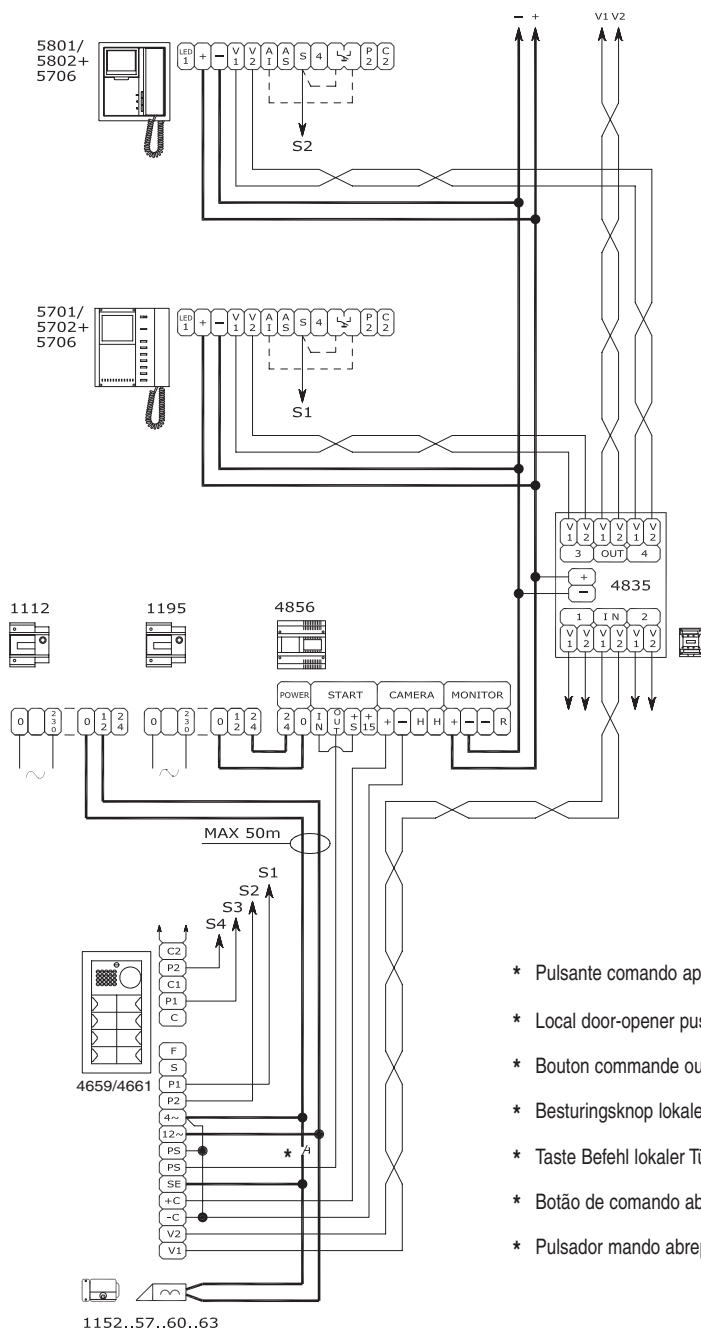 − + V1 V2
5801/
5802+
5706
LED 1 + − V1 V2 AI AS S 4 P2 C2
S2
5701/
5702+
5706
LED 1 + − V1 V2 AI AS S 4 P2 C2
S1
V1 V2 V1 V2 V1 V2
3 OUT 4
+
−
4835
1 IN 2
V1 V2 V1 V2 V1 V2
1112 1195 4856
POWER START CAMERA MONITOR
0 230 0 12 24 0 230 0 12 24 24 0 IN OUT +S +15 + − H H + − − R
~ ~
MAX 50m
S1
S2
S3
S4
C2
P2
C1
P1
C
F
S
P1
P2
4~
12~
PS
PS
SE
+C
-C
V2
V1
4659/4661
*
1152..57..60..63
* Pulsante comando ap
* Local door-opener pus
* Bouton commande ou
* Besturingsknop lokale
* Taste Befehl lokaler Tü
* Botão de comando ab
* Pulsador mando abrep